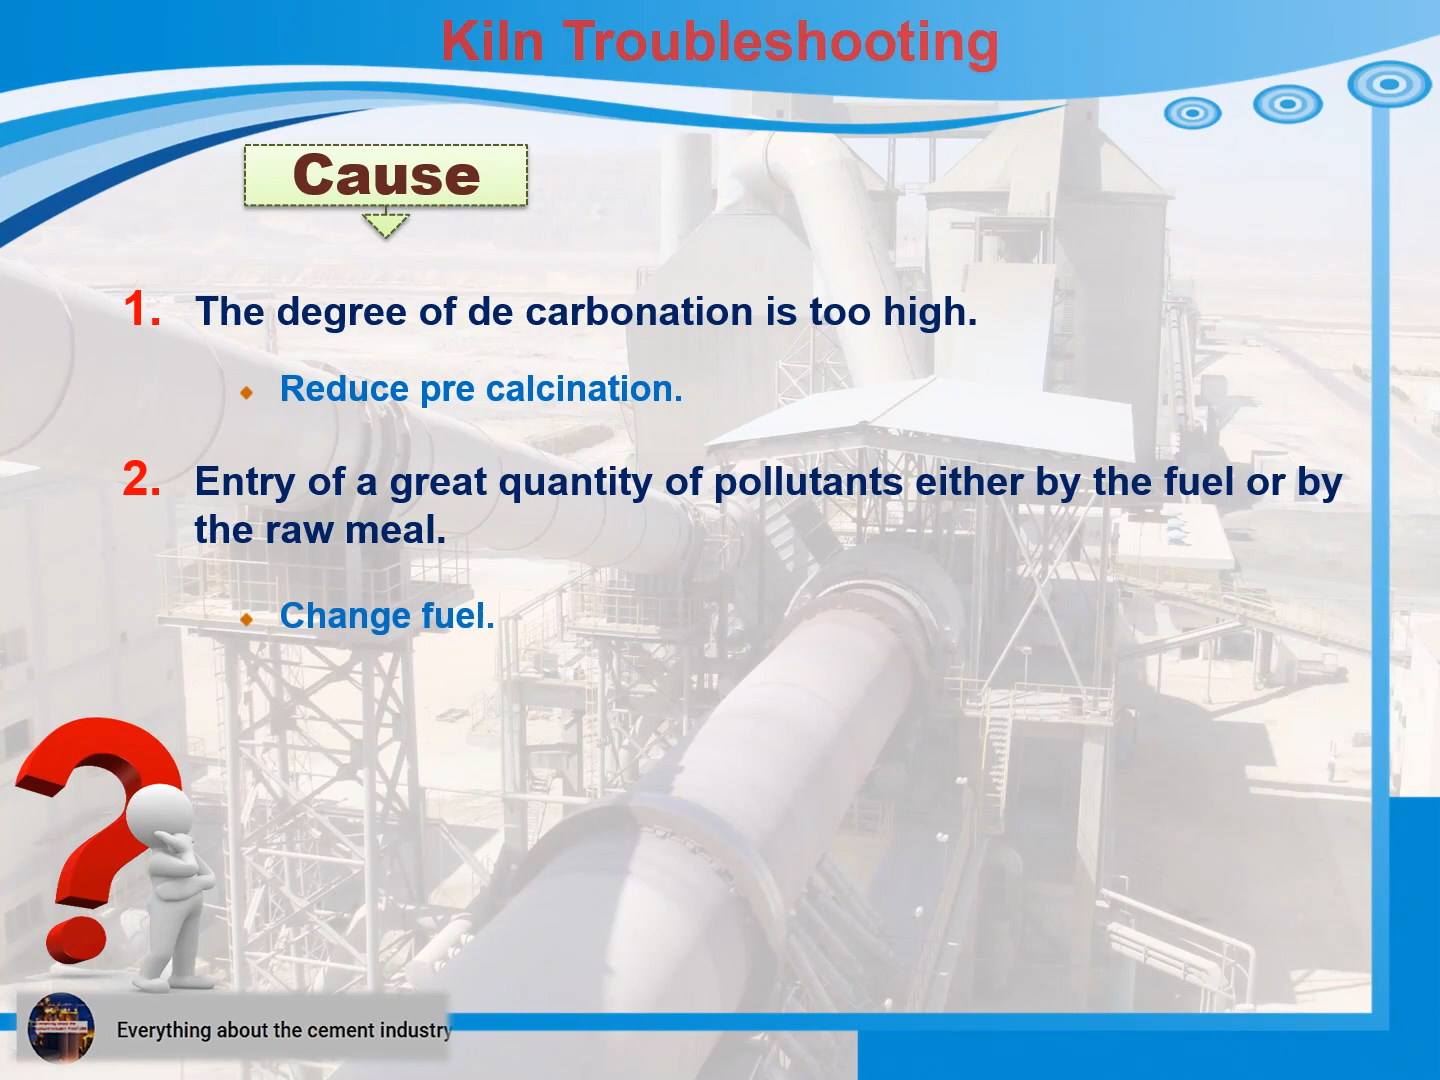 Kiln Troubleshooting
Cause
1. The degree of de carbonation is too high.
Reduce pre calcination.
2. Entry of a great quantity of pollutants either by the fuel or by
the raw meal.
Change fuel.
Everything about the cement industry